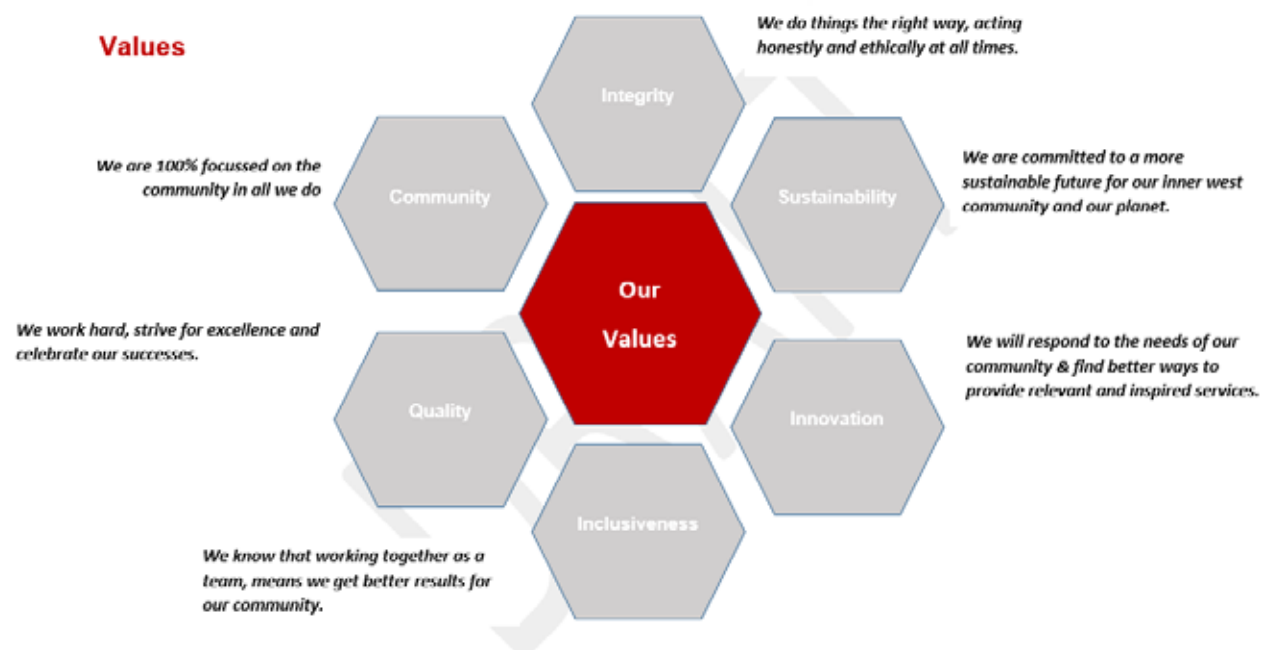 Values
We do things the right way, acting
honestly and ethically at all times.
Integrity
We are 100% focussed on the
community in all we do
Community
Sustainability
We are committed to a more
sustainable future for our inner west
community and our planet.
Our
Values
We work hard, strive for excellence and
celebrate our successes.
Quality
Innovation
We will respond to the needs of our
community & find better ways to
provide relevant and inspired services.
Inclusiveness
We know that working together as a
team, means we get better results for
our community.